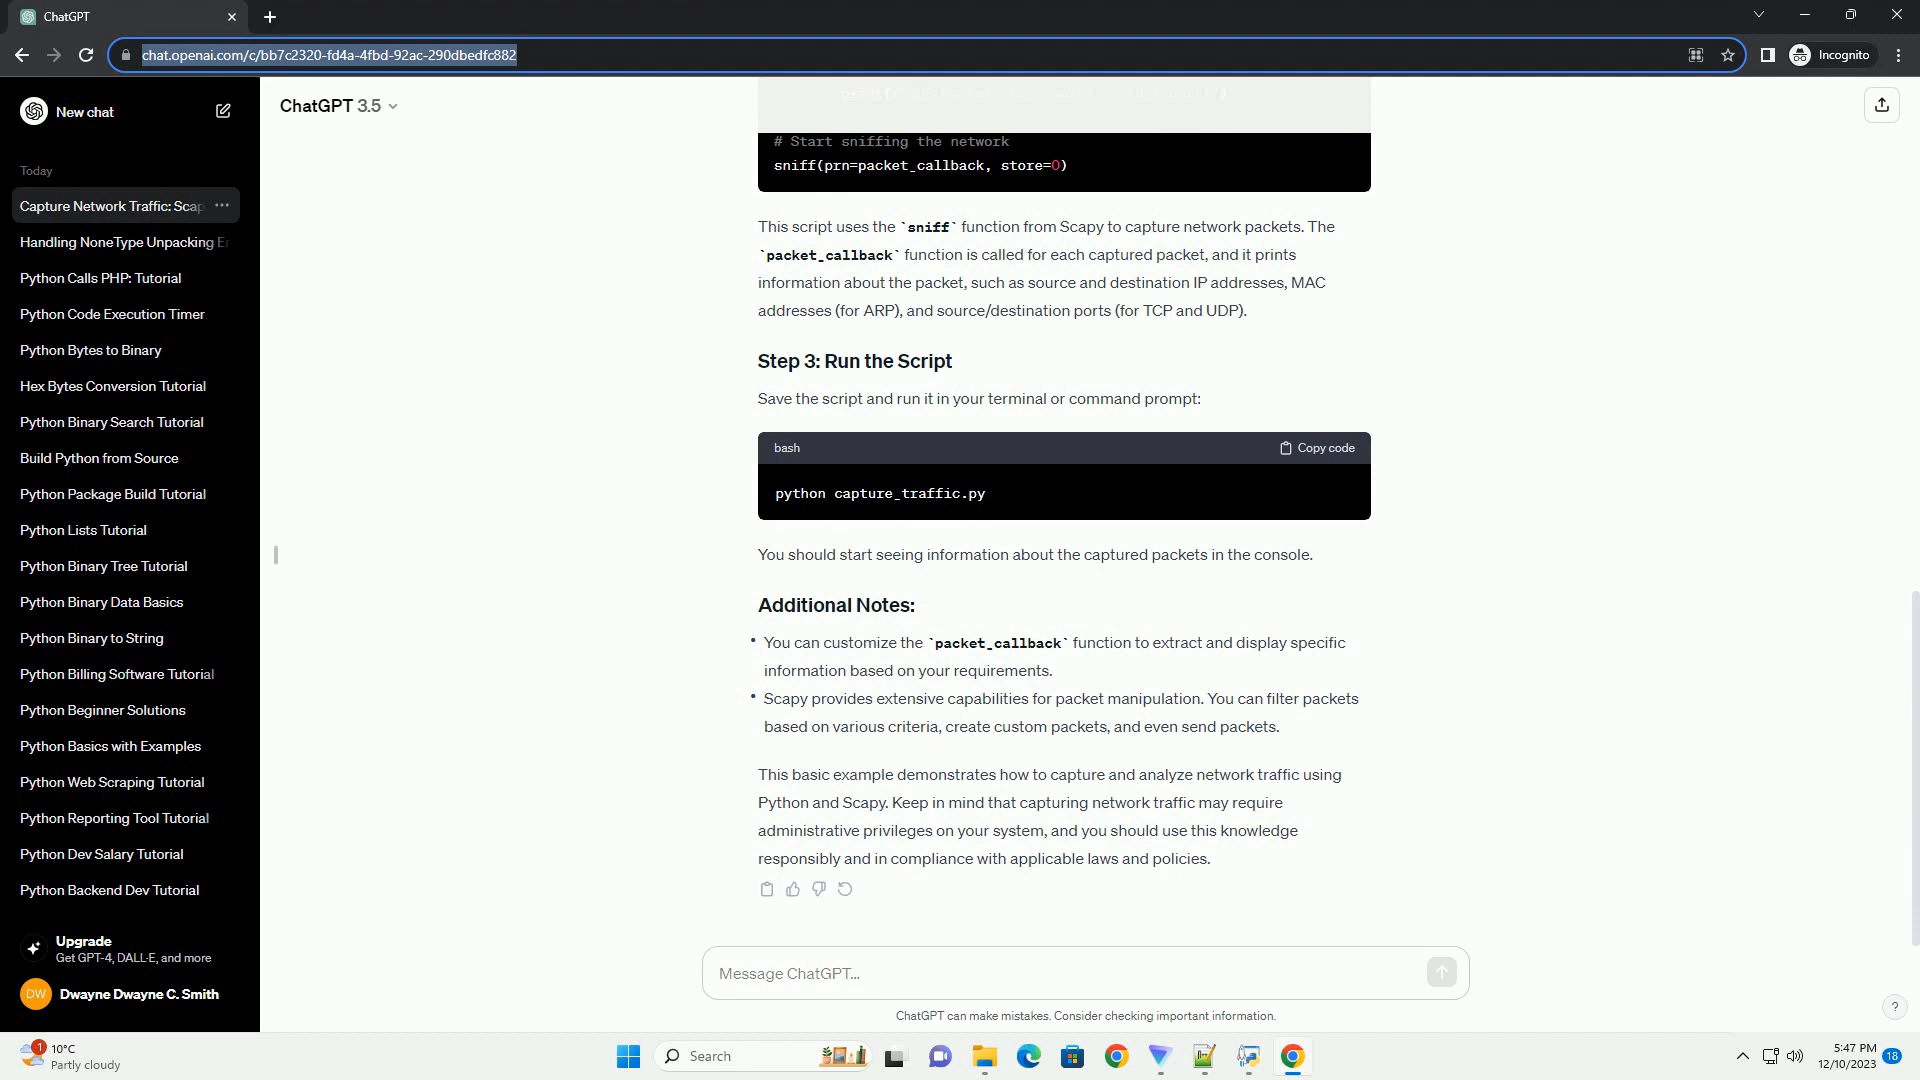 ChatGPT
chat.openai.com/c/bb7c2320-fd4a-4fbd-92ac-290dbedfc882
Incognito
New chat
Today
Capture Network Traffic: Scap
Handling NoneType Unpacking Er
Python Calls PHP: Tutorial
Python Code Execution Timer
Python Bytes to Binary
Hex Bytes Conversion Tutorial
Python Binary Search Tutorial
Build Python from Source
Python Package Build Tutorial
Python Lists Tutorial
Python Binary Tree Tutorial
Python Binary Data Basics
Python Binary to String
Python Billing Software Tutorial
Python Beginner Solutions
Python Basics with Examples
Python Web Scraping Tutorial
Python Reporting Tool Tutorial
Python Dev Salary Tutorial
Python Backend Dev Tutorial
Upgrade
Get GPT-4, DALL·E, and more
DW
Dwayne Dwayne C. Smith
ChatGPT 3.5
# Start sniffing the network
sniff(prn=packet_callback, store=0)
This script uses the `sniff` function from Scapy to capture network packets. The
`packet_callback` function is called for each captured packet, and it prints
information about the packet, such as source and destination IP addresses, MAC
addresses (for ARP), and source/destination ports (for TCP and UDP).
Step 3: Run the Script
Save the script and run it in your terminal or command prompt:
bash
Copy code
python capture_traffic.py
You should start seeing information about the captured packets in the console.
Additional Notes:
• You can customize the `packet_callback` function to extract and display specific
information based on your requirements.
• Scapy provides extensive capabilities for packet manipulation. You can filter packets
based on various criteria, create custom packets, and even send packets.
This basic example demonstrates how to capture and analyze network traffic using
Python and Scapy. Keep in mind that capturing network traffic may require
administrative privileges on your system, and you should use this knowledge
responsibly and in compliance with applicable laws and policies.
Message ChatGPT...
ChatGPT can make mistakes. Consider checking important information.
?
1
10°C
Partly cloudy
Search
5:47 PM
12/10/2023
18